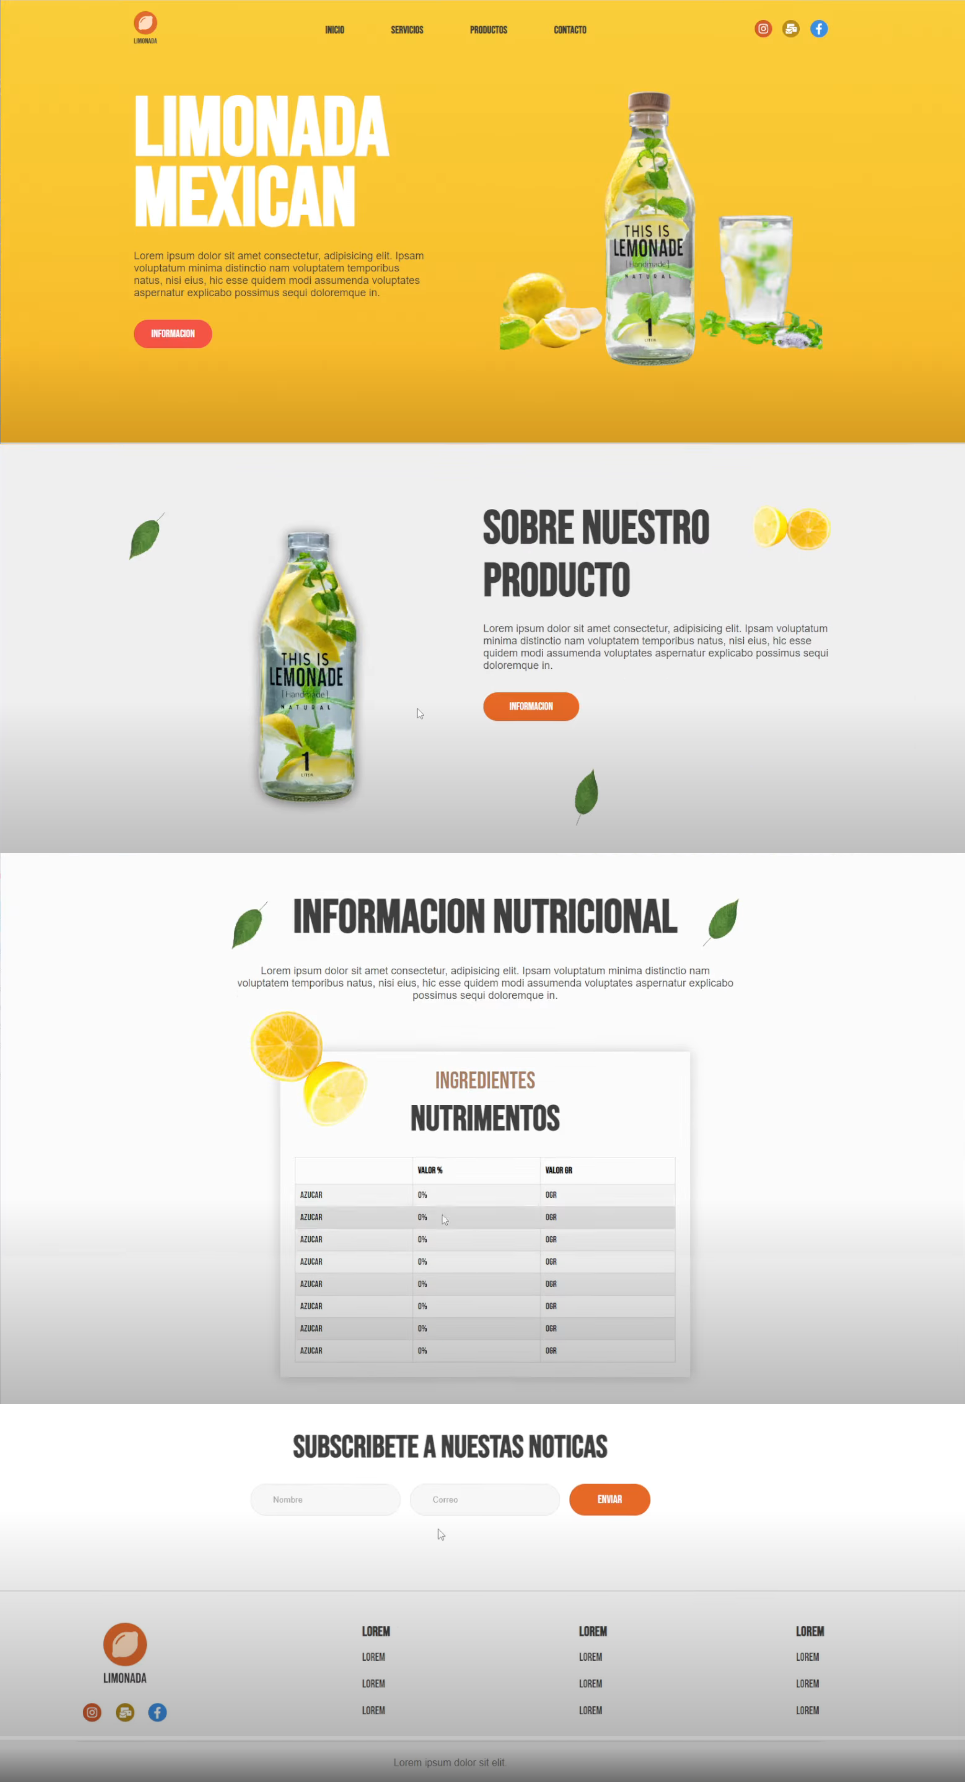 LIMONADA
INICIO
SERVICIOS
PRODUCTOS
CONTACTO
LIMONADA
MEXICAN
Lorem ipsum dolor sit amet consectetur, adipisicing elit. Ipsam
voluptatum minima distinctio nam voluptatem temporibus
natus, nisi eius, hic esse quidem modi assumenda voluptates
aspernatur explicabo possimus sequi doloremque in.
INFORMACION
THIS IS
LEMONADE
[Handmade]
NATURAL
1
LITER
SOBRE NUESTRO
PRODUCTO
Lorem ipsum dolor sit amet consectetur, adipisicing elit. Ipsam voluptatum
minima distinctio nam voluptatem temporibus natus, nisi eius, hic esse
quidem modi assumenda voluptates aspernatur explicabo possimus sequi
doloremque in.
INFORMACION
THIS IS
LEMONADE
[Handmade]
NATURAL
1
LITER
INFORMACION NUTRICIONAL
Lorem ipsum dolor sit amet consectetur, adipisicing elit. Ipsam voluptatum minima distinctio nam
voluptatem temporibus natus, nisi eius, hic esse quidem modi assumenda voluptates aspernatur explicabo
possimus sequi doloremque in.
INGREDIENTES
NUTRIMENTOS
VALOR % VALOR GR
AZUCAR 0% 0GR
AZUCAR 0% 0GR
AZUCAR 0% 0GR
AZUCAR 0% 0GR
AZUCAR 0% 0GR
AZUCAR 0% 0GR
AZUCAR 0% 0GR
AZUCAR 0% 0GR
SUBSCRIBETE A NUESTAS NOTICAS
Nombre
Correo
ENVIAR
LIMONADA
LOREM
LOREM
LOREM
LOREM
LOREM
LOREM
LOREM
LOREM
LOREM
LOREM
LOREM
LOREM
Lorem ipsum dolor sit elit